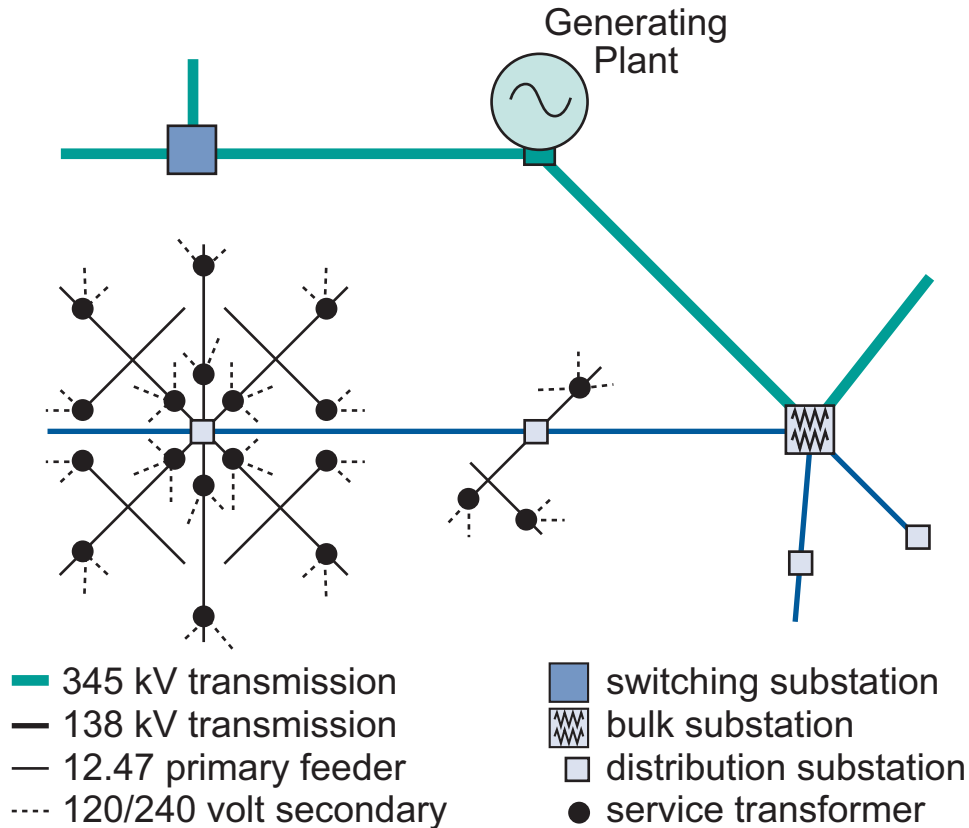 Generating
Plant
345 kV transmission
138 kV transmission
12.47 primary feeder
120/240 volt secondary
switching substation
bulk substation
distribution substation
service transformer